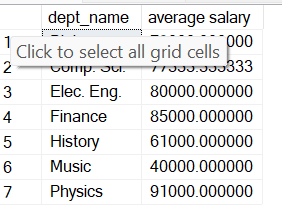 dept_name average salary
1
Click to select all grid cells
2 Comp. Sci. 77333.333333
3 Elec. Eng. 80000.000000
4 Finance 85000.000000
5 History 61000.000000
6 Music 40000.000000
7 Physics 91000.000000